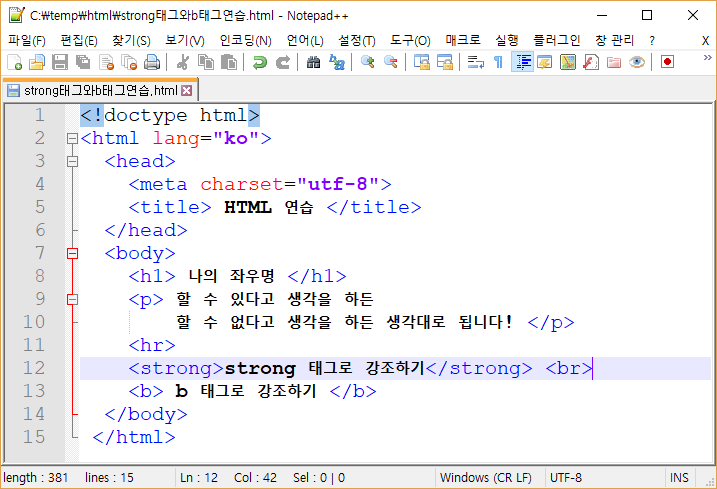 C:\temp\html\strong태그와b태그연습.html - Notepad++
파일(F) 편집(E) 찾기(S) 보기(V) 인코딩(N) 언어(L) 설정(T) 도구(O) 매크로 실행 플러그인 창 관리 ? X
strong태그와b태그연습.html
1 <!doctype html>
2 <html lang="ko">
3 <head>
4 <meta charset="utf-8">
5 <title> HTML 연습 </title>
6 </head>
7 <body>
8 <h1> 나의 좌우명 </h1>
9 <p> 할 수 있다고 생각을 하든
10 할 수 없다고 생각을 하든 생각대로 됩니다! </p>
11 <hr>
12 <strong>strong 태그로 강조하기</strong> <br>
13 <b> b 태그로 강조하기 </b>
14 </body>
15 </html>
length : 381 lines : 15 Ln : 12 Col : 42 Sel : 0 | 0 Windows (CR LF) UTF-8 INS